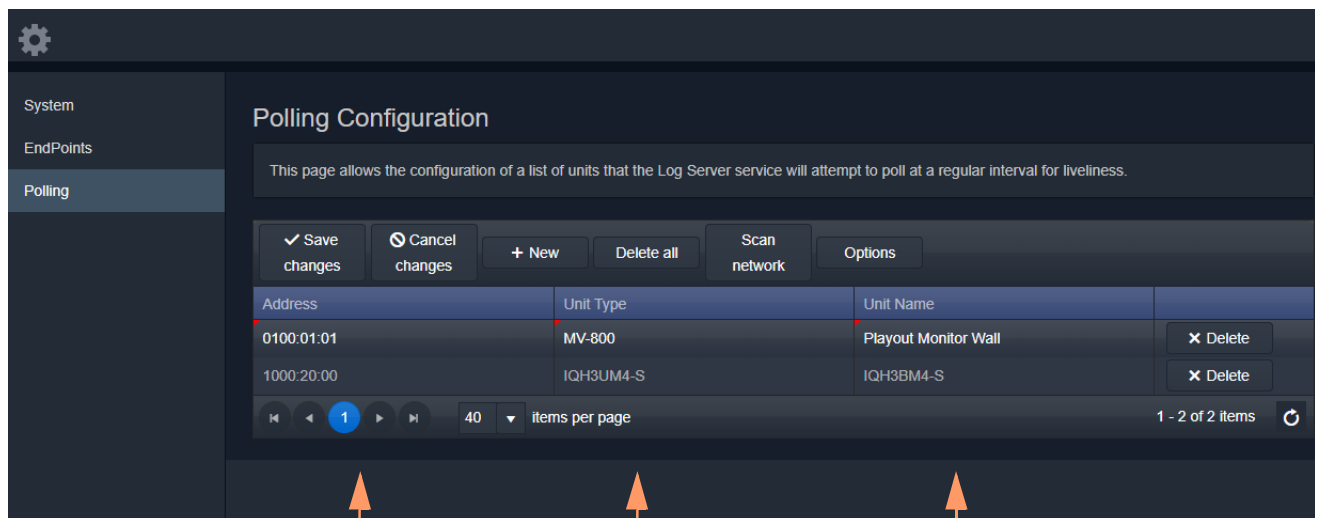 System
EndPoints
Polling
Polling Configuration
This page allows the configuration of a list of units that the Log Server service will attempt to poll at a regular interval for liveliness.
Save changes
Cancel changes
+ New
Delete all
Scan network
Options
Address Unit Type Unit Name
0100:01:01 MV-800 Playout Monitor Wall Delete
1000:20:00 IQH3UM4-S IQH3BM4-S Delete
1 40 items per page 1 - 2 of 2 items